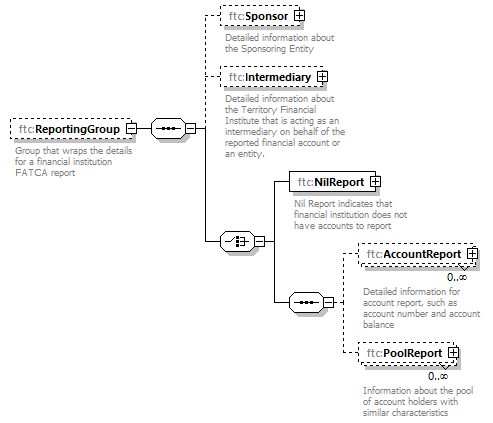 ftc:Sponsor
Detailed information about
the Sponsoring Entity
ftc:Intermediary
Detailed information about
the Territory Financial
Institute that is acting as an
intermediary on behalf of the
reported financial account or
an entity.
ftc:ReportingGroup
Group that wraps the details
for a financial institution
FATCA report
ftc:NilReport
Nil Report indicates that
financial institution does not
have accounts to report
ftc:AccountReport
0..∞
Detailed information for
account report, such as
account number and account
balance
ftc:PoolReport
0..∞
Information about the pool
of account holders with
similar characteristics